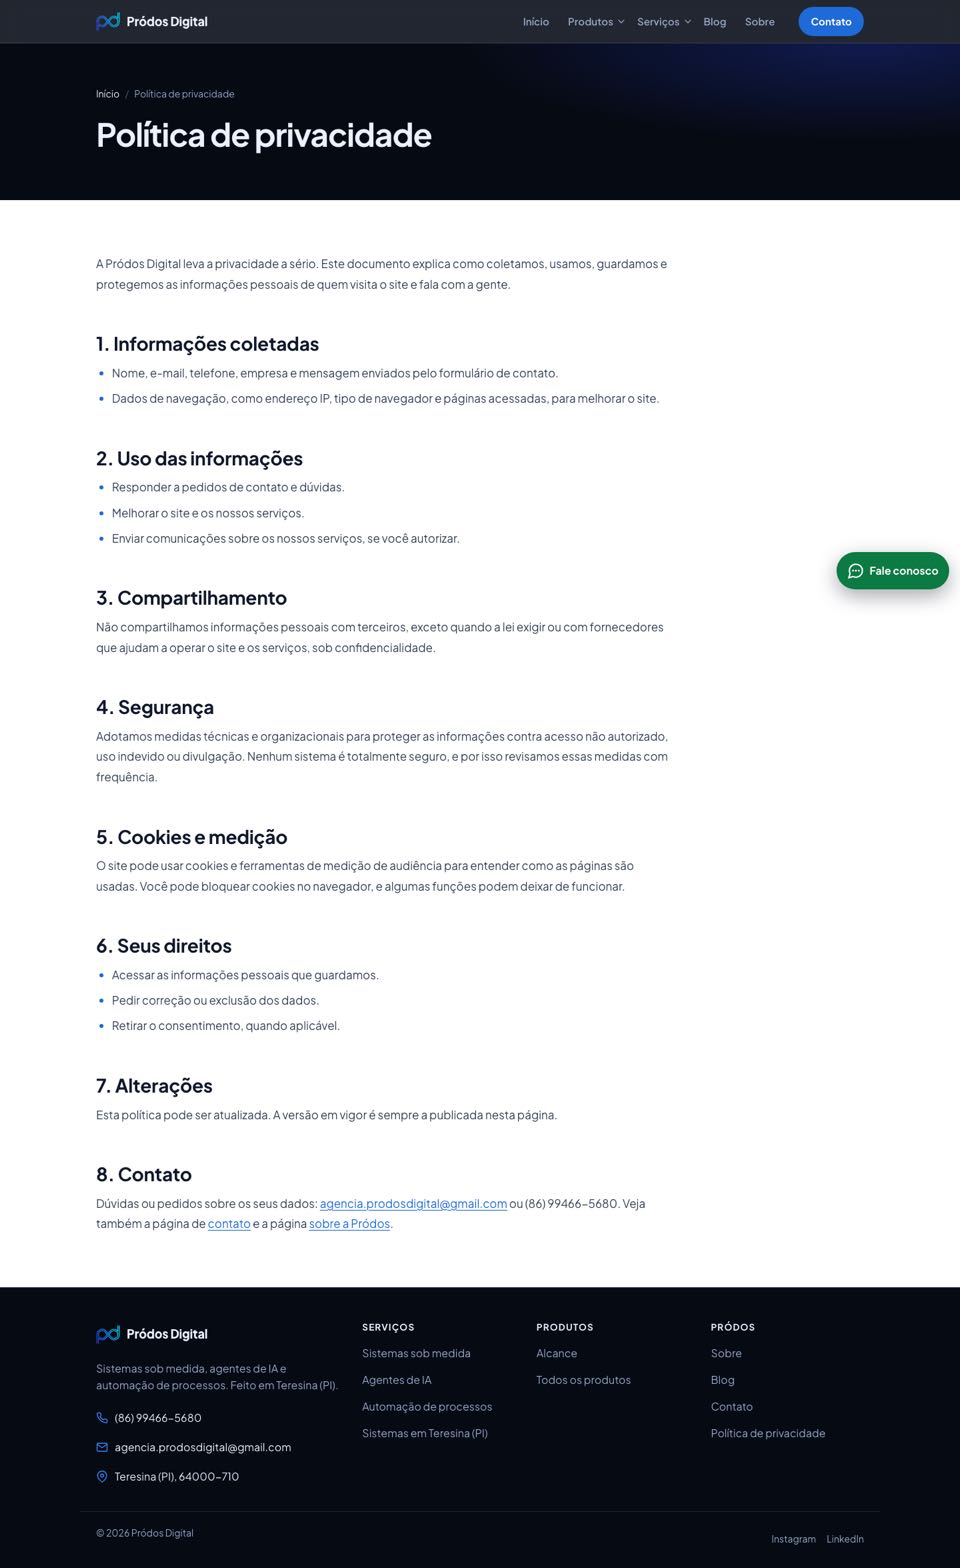 Pródos Digital
Início
Produtos
Serviços
Blog
Sobre
Contato
Início / Política de privacidade
Política de privacidade
A Pródos Digital leva a privacidade a sério. Este documento explica como coletamos, usamos, guardamos e
protegemos as informações pessoais de quem visita o site e fala com a gente.
1. Informações coletadas
Nome, e-mail, telefone, empresa e mensagem enviados pelo formulário de contato.
Dados de navegação, como endereço IP, tipo de navegador e páginas acessadas, para melhorar o site.
2. Uso das informações
Responder a pedidos de contato e dúvidas.
Melhorar o site e os nossos serviços.
Enviar comunicações sobre os nossos serviços, se você autorizar.
Fale conosco
3. Compartilhamento
Não compartilhamos informações pessoais com terceiros, exceto quando a lei exigir ou com fornecedores
que ajudam a operar o site e os serviços, sob confidencialidade.
4. Segurança
Adotamos medidas técnicas e organizacionais para proteger as informações contra acesso não autorizado,
uso indevido ou divulgação. Nenhum sistema é totalmente seguro, e por isso revisamos essas medidas com
frequência.
5. Cookies e medição
O site pode usar cookies e ferramentas de medição de audiência para entender como as páginas são
usadas. Você pode bloquear cookies no navegador, e algumas funções podem deixar de funcionar.
6. Seus direitos
Acessar as informações pessoais que guardamos.
Pedir correção ou exclusão dos dados.
Retirar o consentimento, quando aplicável.
7. Alterações
Esta política pode ser atualizada. A versão em vigor é sempre a publicada nesta página.
8. Contato
Dúvidas ou pedidos sobre os seus dados: agencia.prodosdigital@gmail.com ou (86) 99466-5680. Veja
também a página de contato e a página sobre a Pródos.
Pródos Digital
Sistemas sob medida, agentes de IA e
automação de processos. Feito em Teresina (PI).
(86) 99466-5680
agencia.prodosdigital@gmail.com
Teresina (PI), 64000-710
SERVIÇOS
Sistemas sob medida
Agentes de IA
Automação de processos
Sistemas em Teresina (PI)
PRODUTOS
Alcance
Todos os produtos
PRÓDOS
Sobre
Blog
Contato
Política de privacidade
© 2026 Pródos Digital
Instagram
LinkedIn